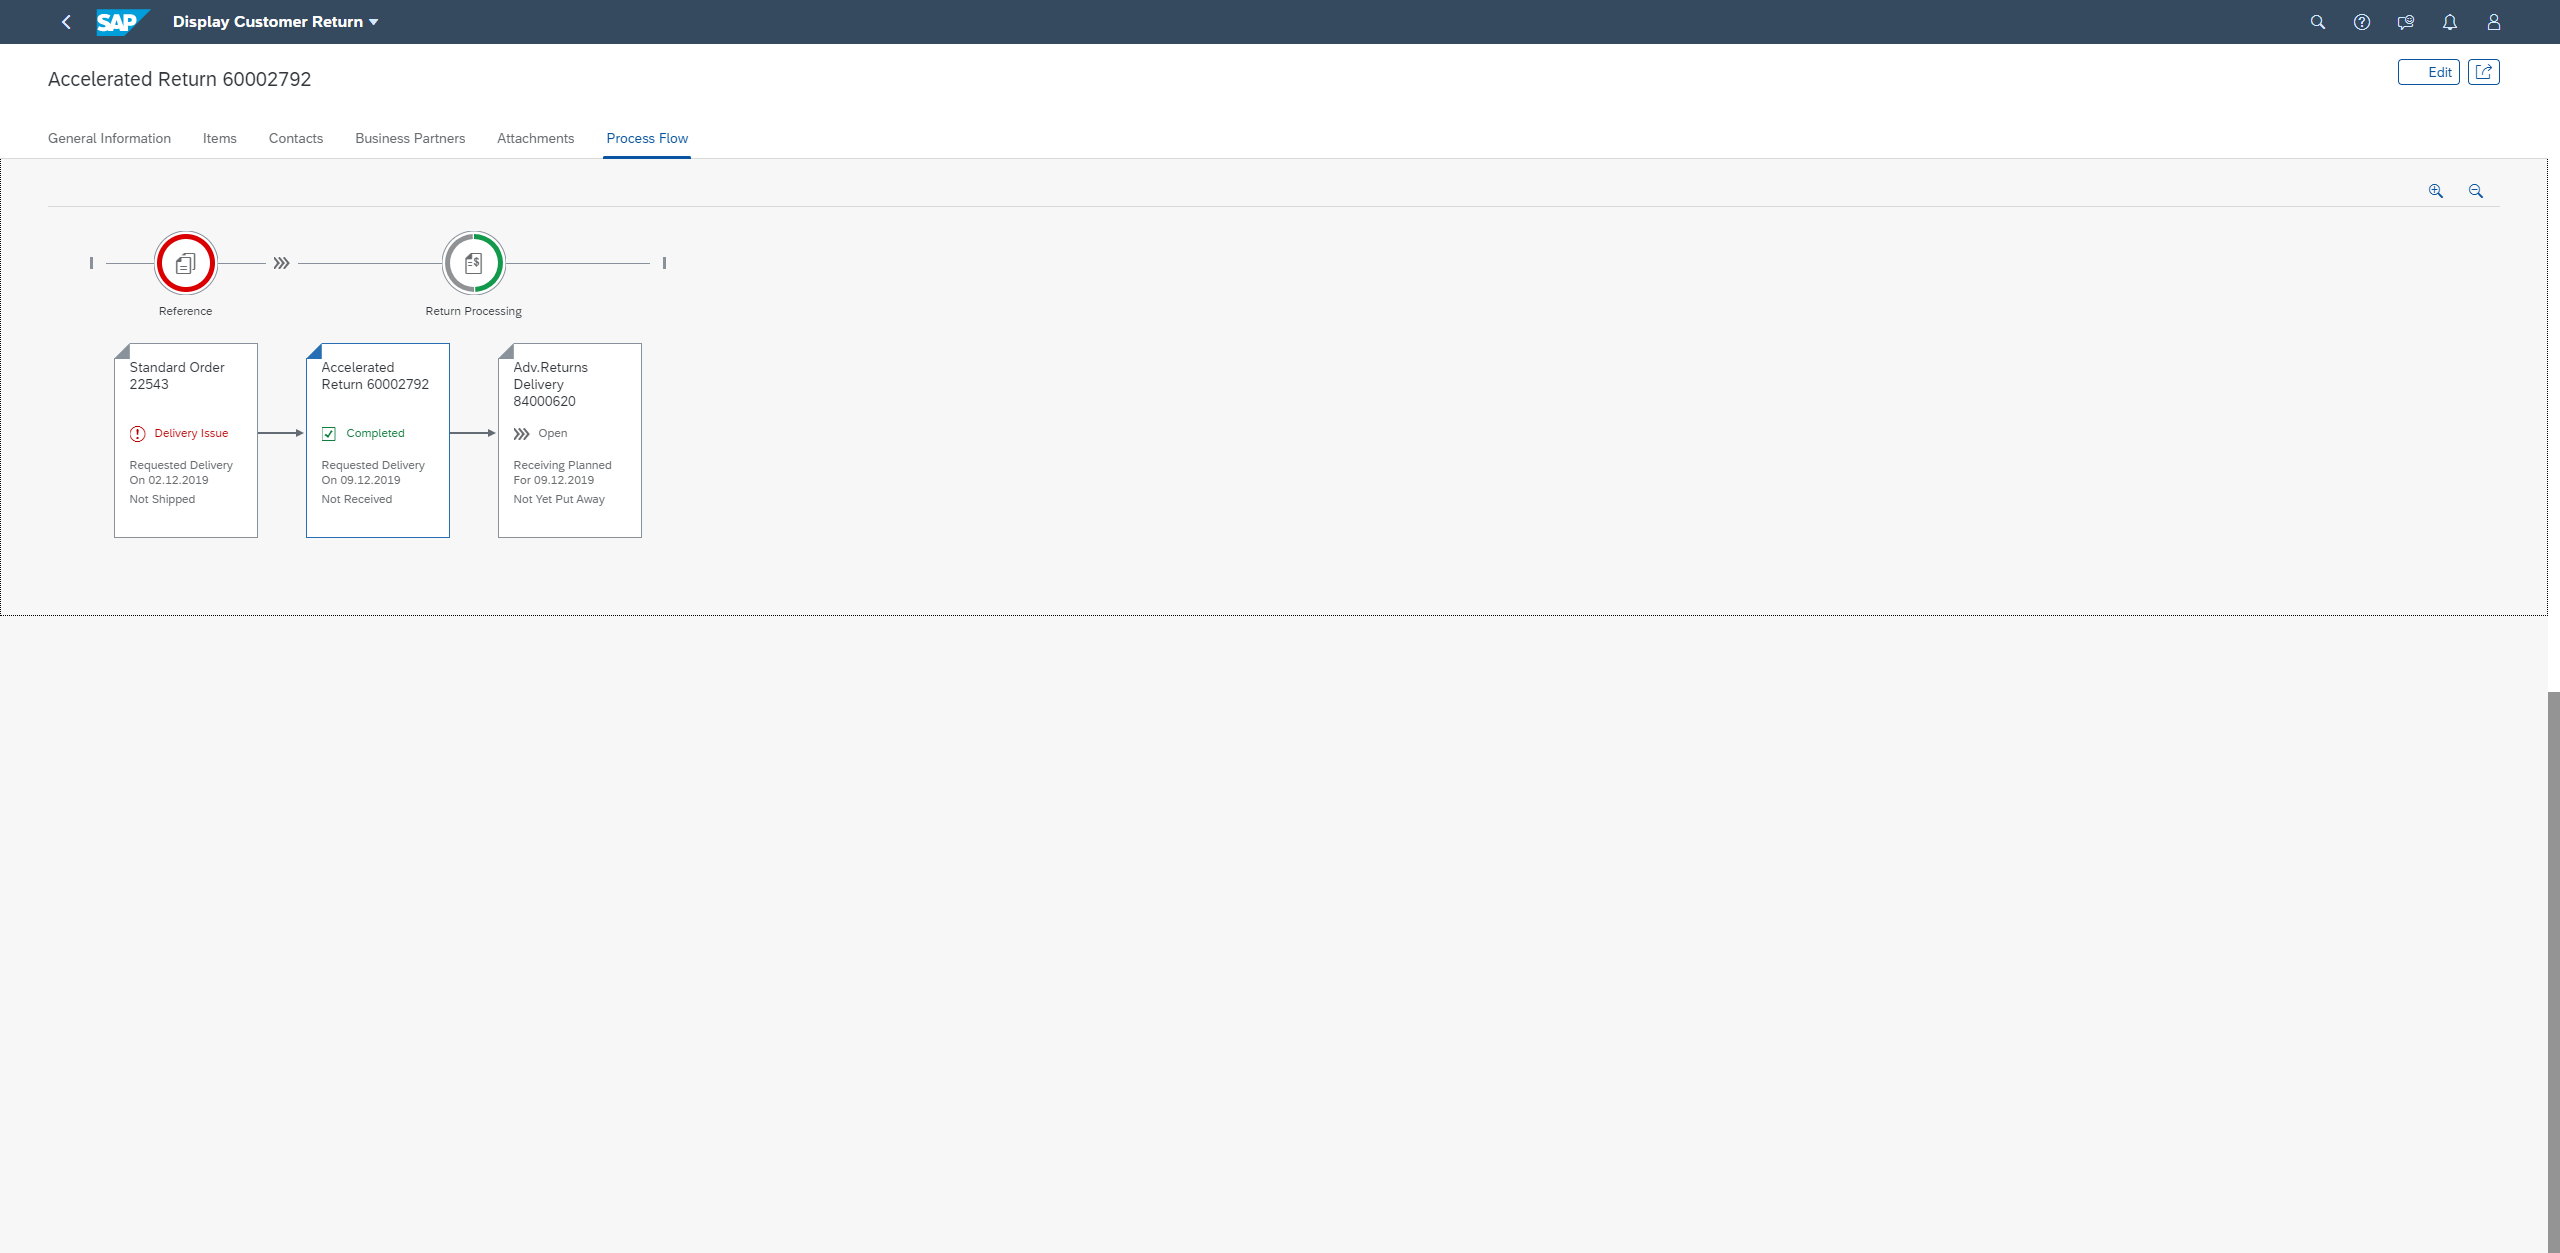 SAP
Display Customer Return
Accelerated Return 60002792
Edit
General Information
Items
Contacts
Business Partners
Attachments
Process Flow
Reference
Return Processing
Standard Order
22543
Delivery Issue
Requested Delivery
On 02.12.2019
Not Shipped
Accelerated
Return 60002792
Completed
Requested Delivery
On 09.12.2019
Not Received
Adv.Returns
Delivery
84000620
Open
Receiving Planned
For 09.12.2019
Not Yet Put Away